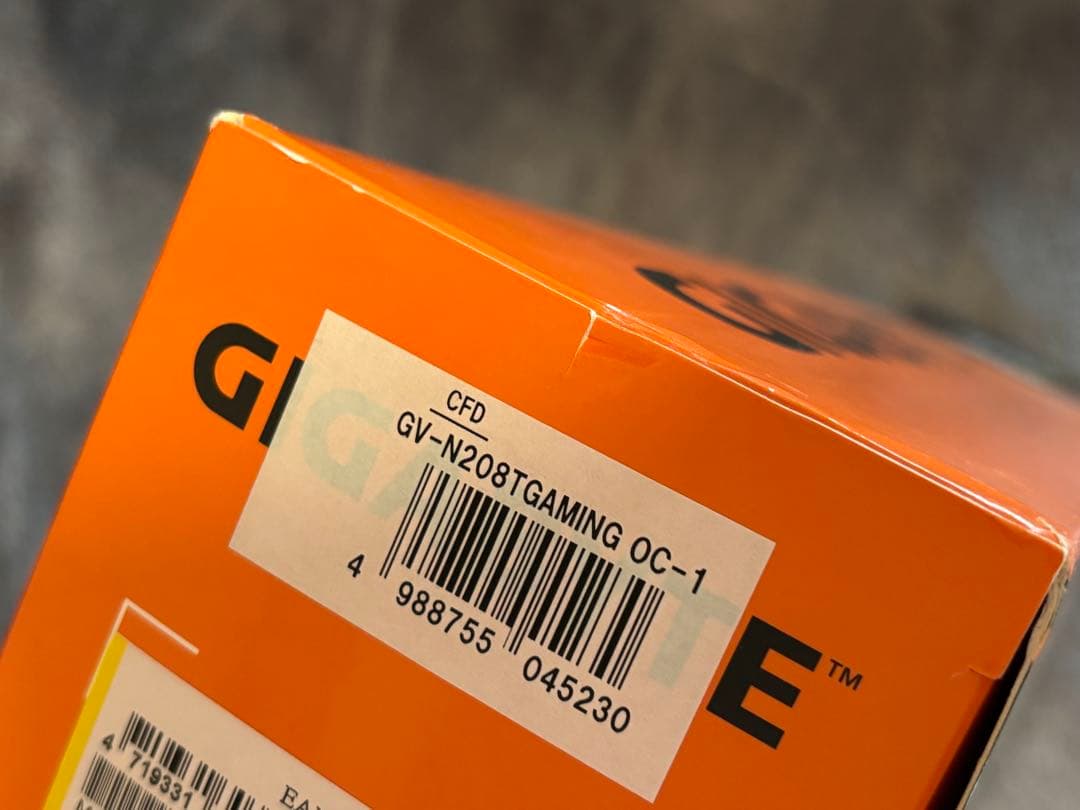 GIGABYTE™
CFD
GV-N208TGAMING OC-1
4 988755 045230
4 719331